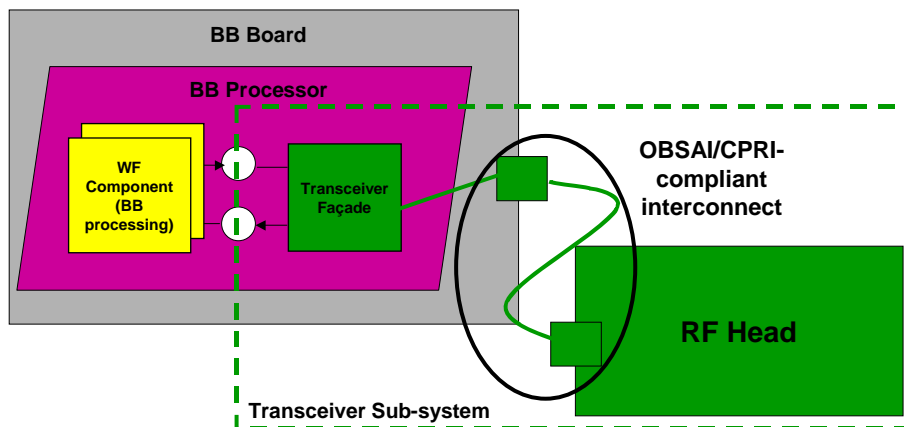 BB Board
BB Processor
WF
Component
(BB
processing)
Transceiver
Façade
OBSAI/CPRI-
compliant
interconnect
RF Head
Transceiver Sub-system